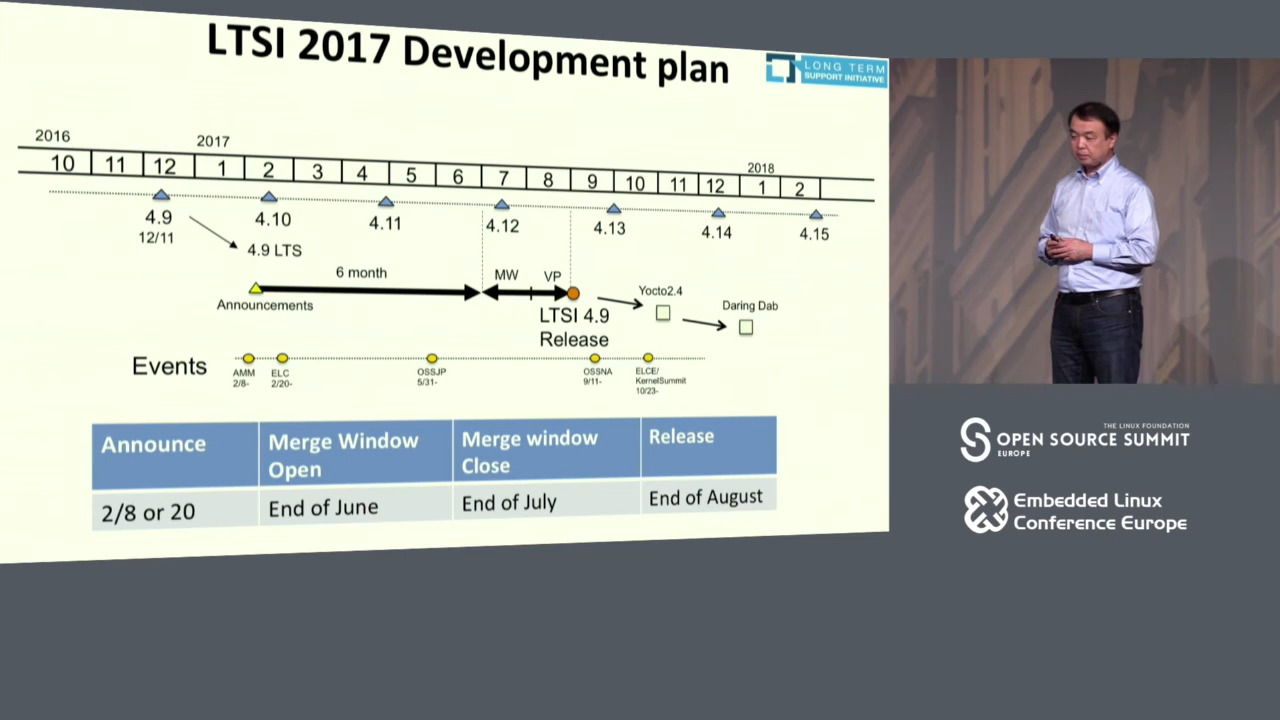 LTSI 2017 Development plan
LONG TERM
SUPPORT INITIATIVE
2016
2017
2018
10 11 12 1 2 3 4 5 6 7 8 9 10 11 12 1 2
4.9
12/11
4.10
4.11
4.12
4.13
4.14
4.15
4.9 LTS
6 month
MW
VP
Announcements
LTSI 4.9
Release
Yocto2.4
Daring Dab
Events
AMM
2/8-
ELC
2/20-
OSSJP
5/31-
OSSNA
9/11-
ELCE/
KernelSummit
10/23-
Announce
Merge Window
Open
Merge window
Close
Release
2/8 or 20
End of June
End of July
End of August
THE LINUX FOUNDATION
OPEN SOURCE SUMMIT
EUROPE
Embedded Linux
Conference Europe